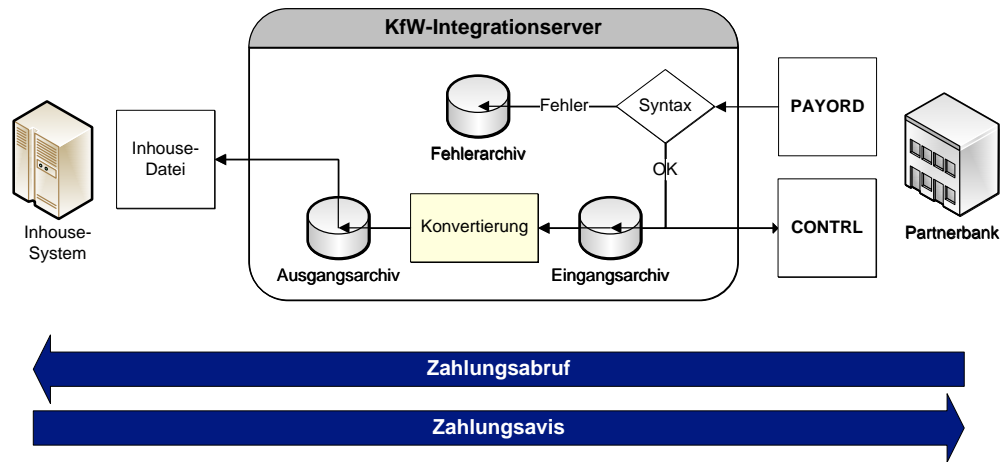 KfW-Integrationserver
Fehler
Syntax
PAYORD
Inhouse-
Datei
Fehlerarchiv
OK
Inhouse-
System
Konvertierung
CONTRL
Partnerbank
Ausgangsarchiv
Eingangsarchiv
Zahlungsabruf
Zahlungsavis